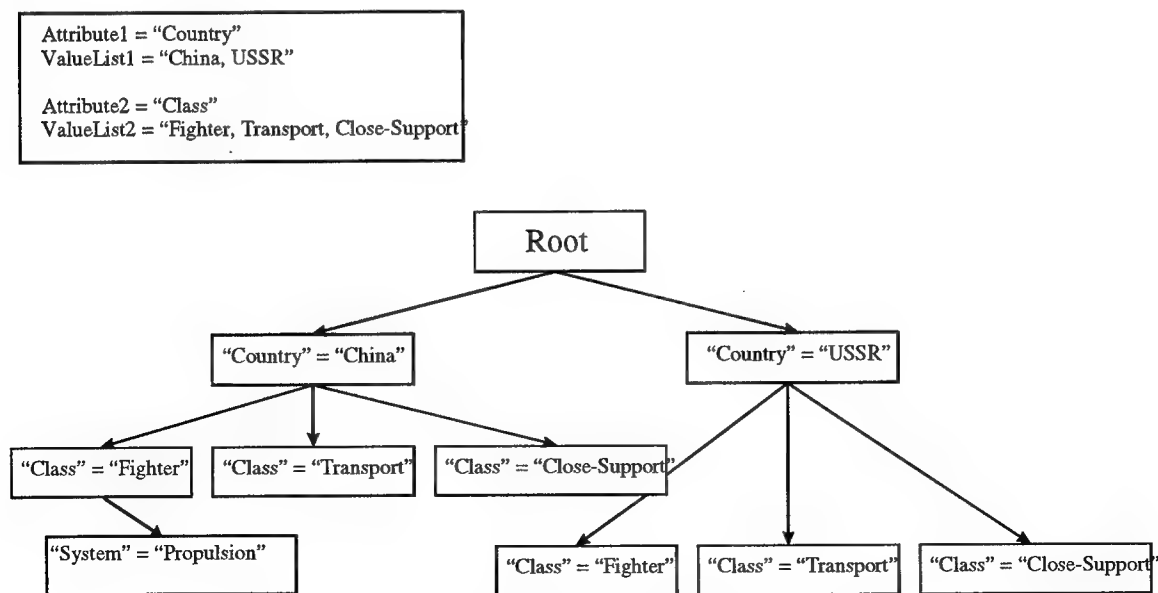 Attribute1 = “Country”
ValueList1 = “China, USSR”
Attribute2 = “Class”
ValueList2 = “Fighter, Transport, Close-Support”
Root
“Country” = “China”
“Country” = “USSR”
“Class” = “Fighter”
“Class” = “Transport”
“Class” = “Close-Support”
“System” = “Propulsion”
“Class” = “Fighter”
“Class” = “Transport”
“Class” = “Close-Support”